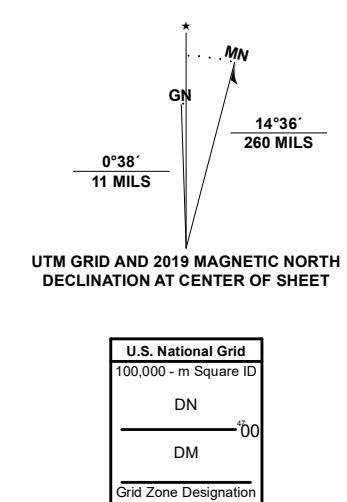 ★
MN
GN
14°36´
260 MILS
0°38´
11 MILS
UTM GRID AND 2019 MAGNETIC NORTH
DECLINATION AT CENTER OF SHEET
U.S. National Grid
100,000 - m Square ID
DN
4700
DM
Grid Zone Designation